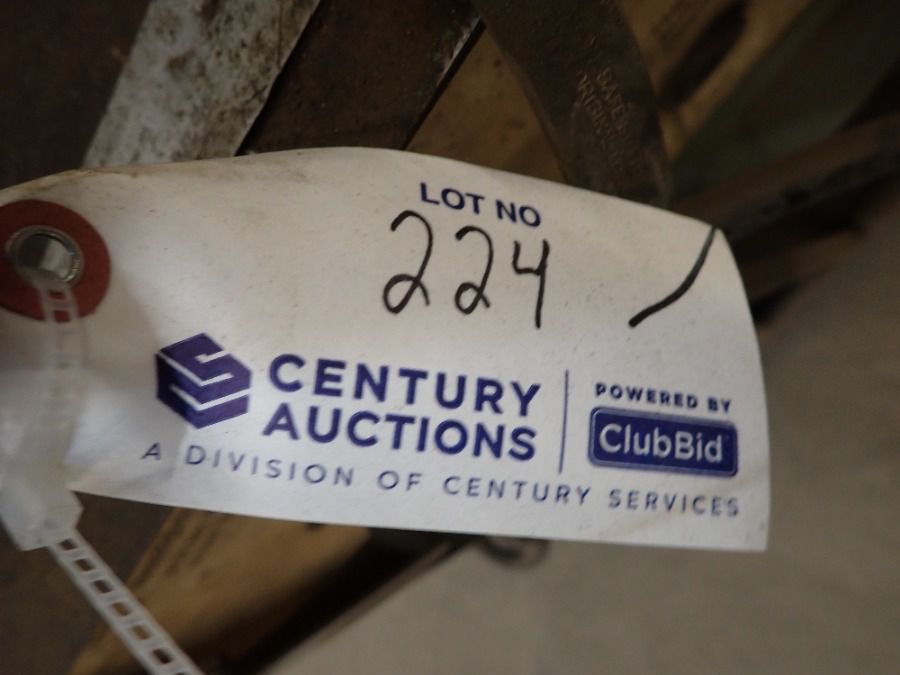 LOT NO
224 /
CENTURY
AUCTIONS
A DIVISION OF CENTURY SERVICES
POWERED BY
ClubBid